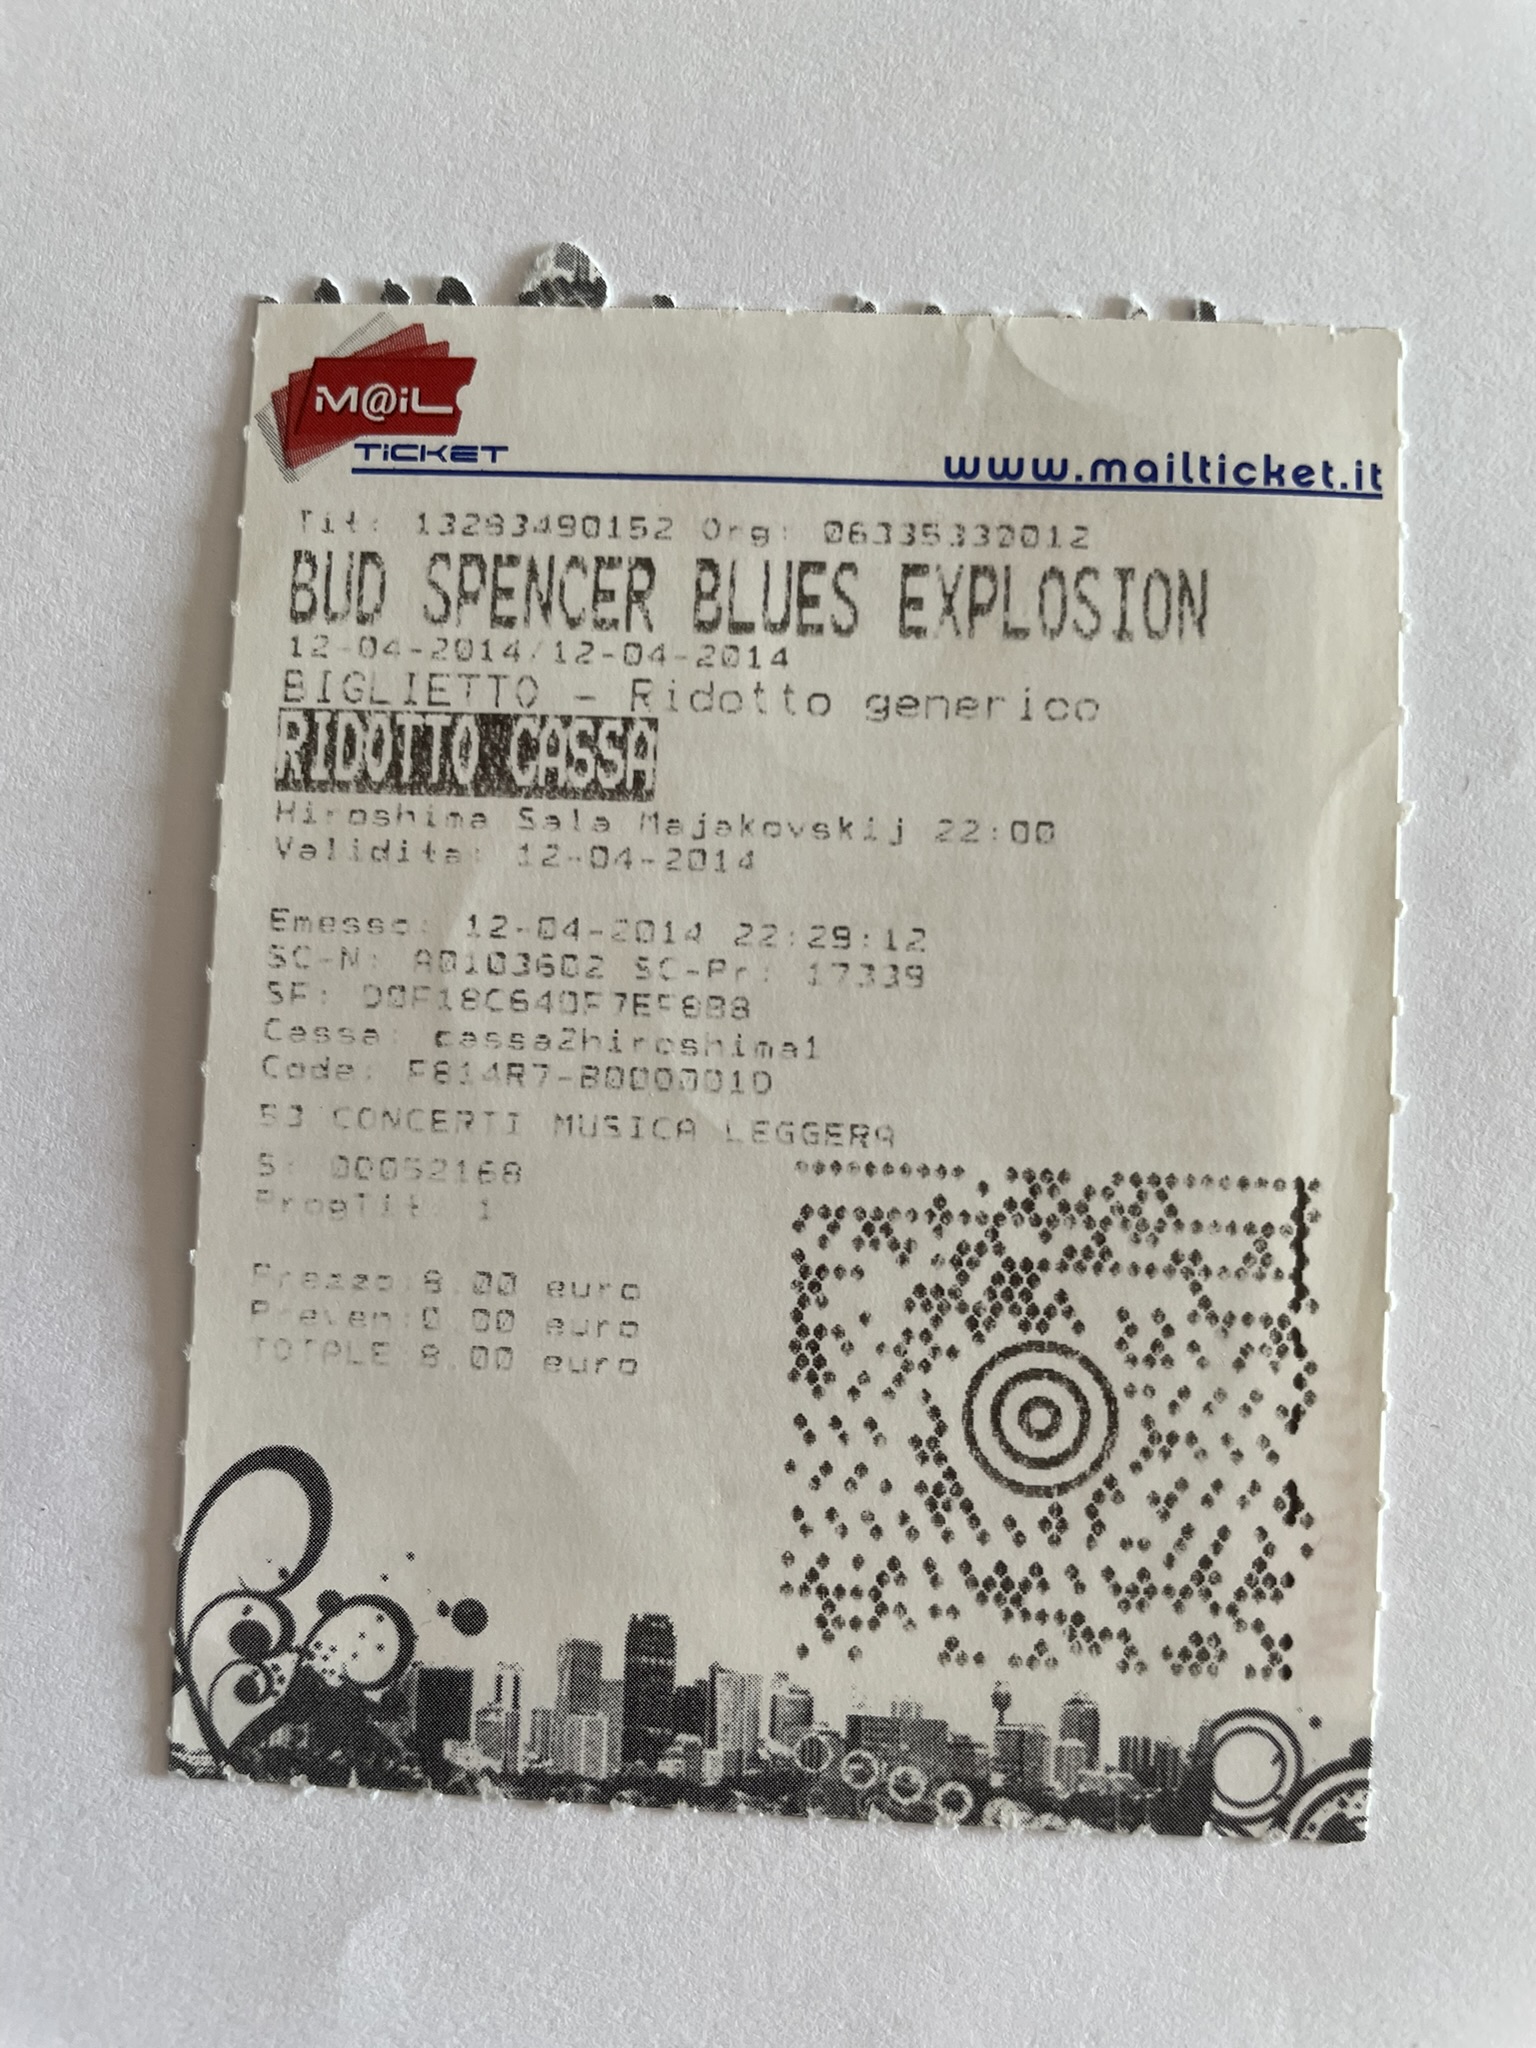 M@iL
TiCKET
www.mailticket.it
Tit: 13283490152 Org: 06335330012
BUD SPENCER BLUES EXPLOSION
12-04-2014/12-04-2014
BIGLIETTO - Ridotto generico
RIDOTTO CASSA
Hiroshima Sala Majakovskij 22:00
Validita: 12-04-2014
Emesso: 12-04-2014 22:29:12
SC-N: A0103602 SC-Pr: 17339
SF: D0F18C640F7EF8B8
Cassa: cassa2hiroshima1
Code: F814R7-B000001D
53 CONCERTI MUSICA LEGGERA
S: 00052168
ProgTit: 1
Prezzo:8.00 euro
Preven:0.00 euro
TOTALE:8.00 euro